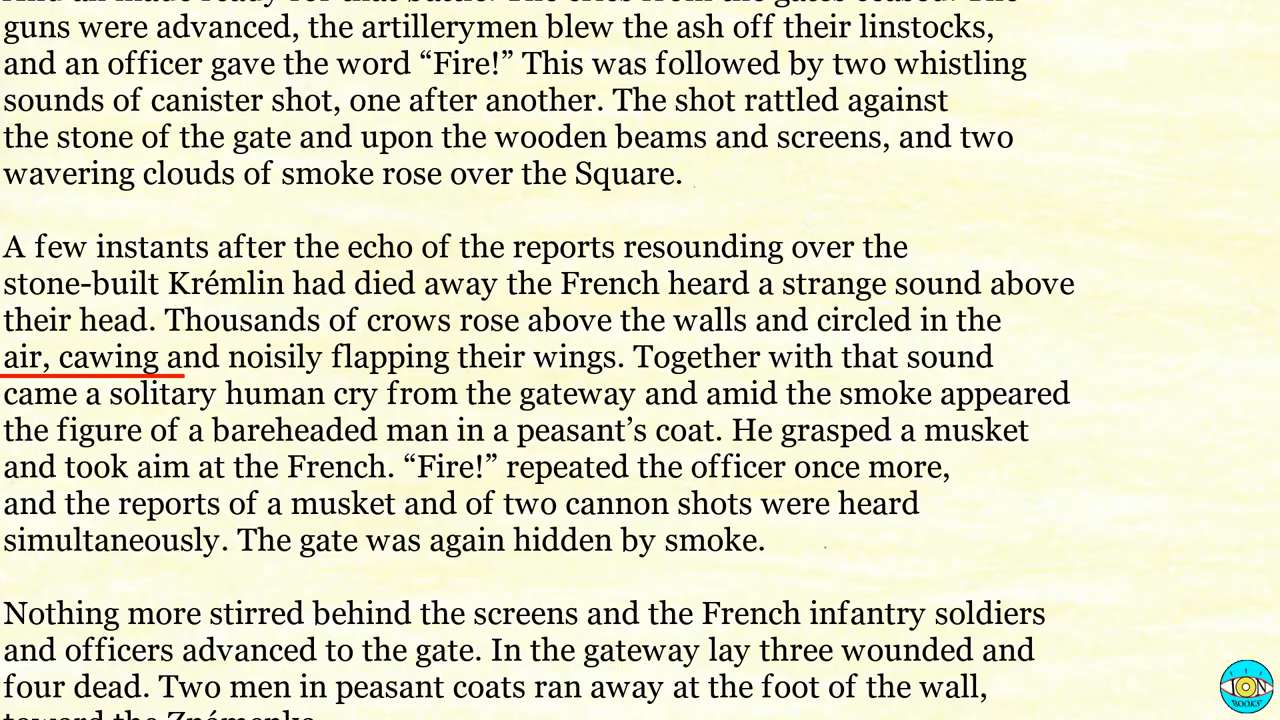 guns were advanced, the artillerymen blew the ash off their linstocks,
and an officer gave the word “Fire!” This was followed by two whistling
sounds of canister shot, one after another. The shot rattled against
the stone of the gate and upon the wooden beams and screens, and two
wavering clouds of smoke rose over the Square.
A few instants after the echo of the reports resounding over the
stone-built Krémlin had died away the French heard a strange sound above
their head. Thousands of crows rose above the walls and circled in the
air, cawing and noisily flapping their wings. Together with that sound
came a solitary human cry from the gateway and amid the smoke appeared
the figure of a bareheaded man in a peasant’s coat. He grasped a musket
and took aim at the French. “Fire!” repeated the officer once more,
and the reports of a musket and of two cannon shots were heard
simultaneously. The gate was again hidden by smoke.
Nothing more stirred behind the screens and the French infantry soldiers
and officers advanced to the gate. In the gateway lay three wounded and
four dead. Two men in peasant coats ran away at the foot of the wall,
toward the Známenka.
ION
BOOKS